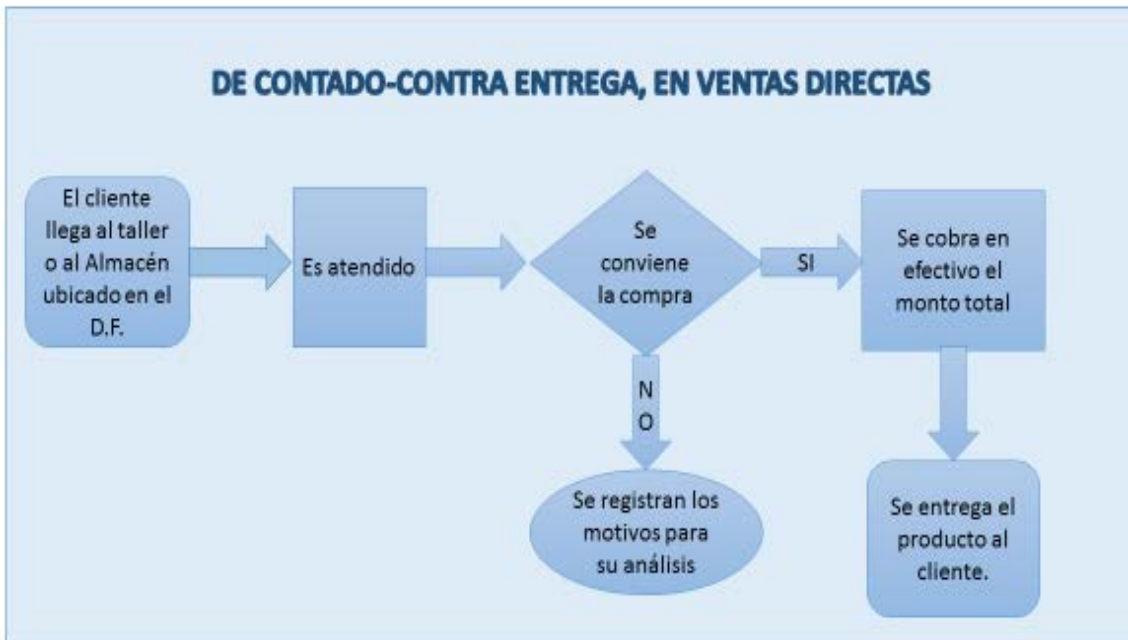 DE CONTADO-CONTRA ENTREGA, EN VENTAS DIRECTAS
El cliente
llega al taller
o al Almacén
ubicado en el
D.F.
Es atendido
Se
conviene
la compra
SI
Se cobra en
efectivo el
monto total
N
O
Se registran los
motivos para
su análisis
Se entrega el
producto al
cliente.